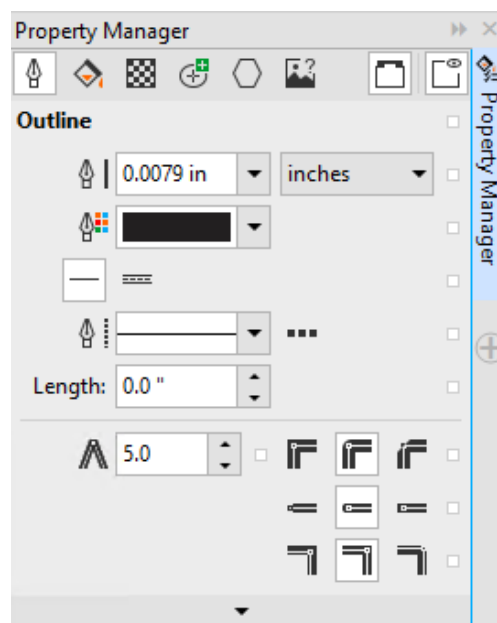 Property Manager
Outline
0.0079 in
inches
Length: 0.0 "
5.0
Property Manager